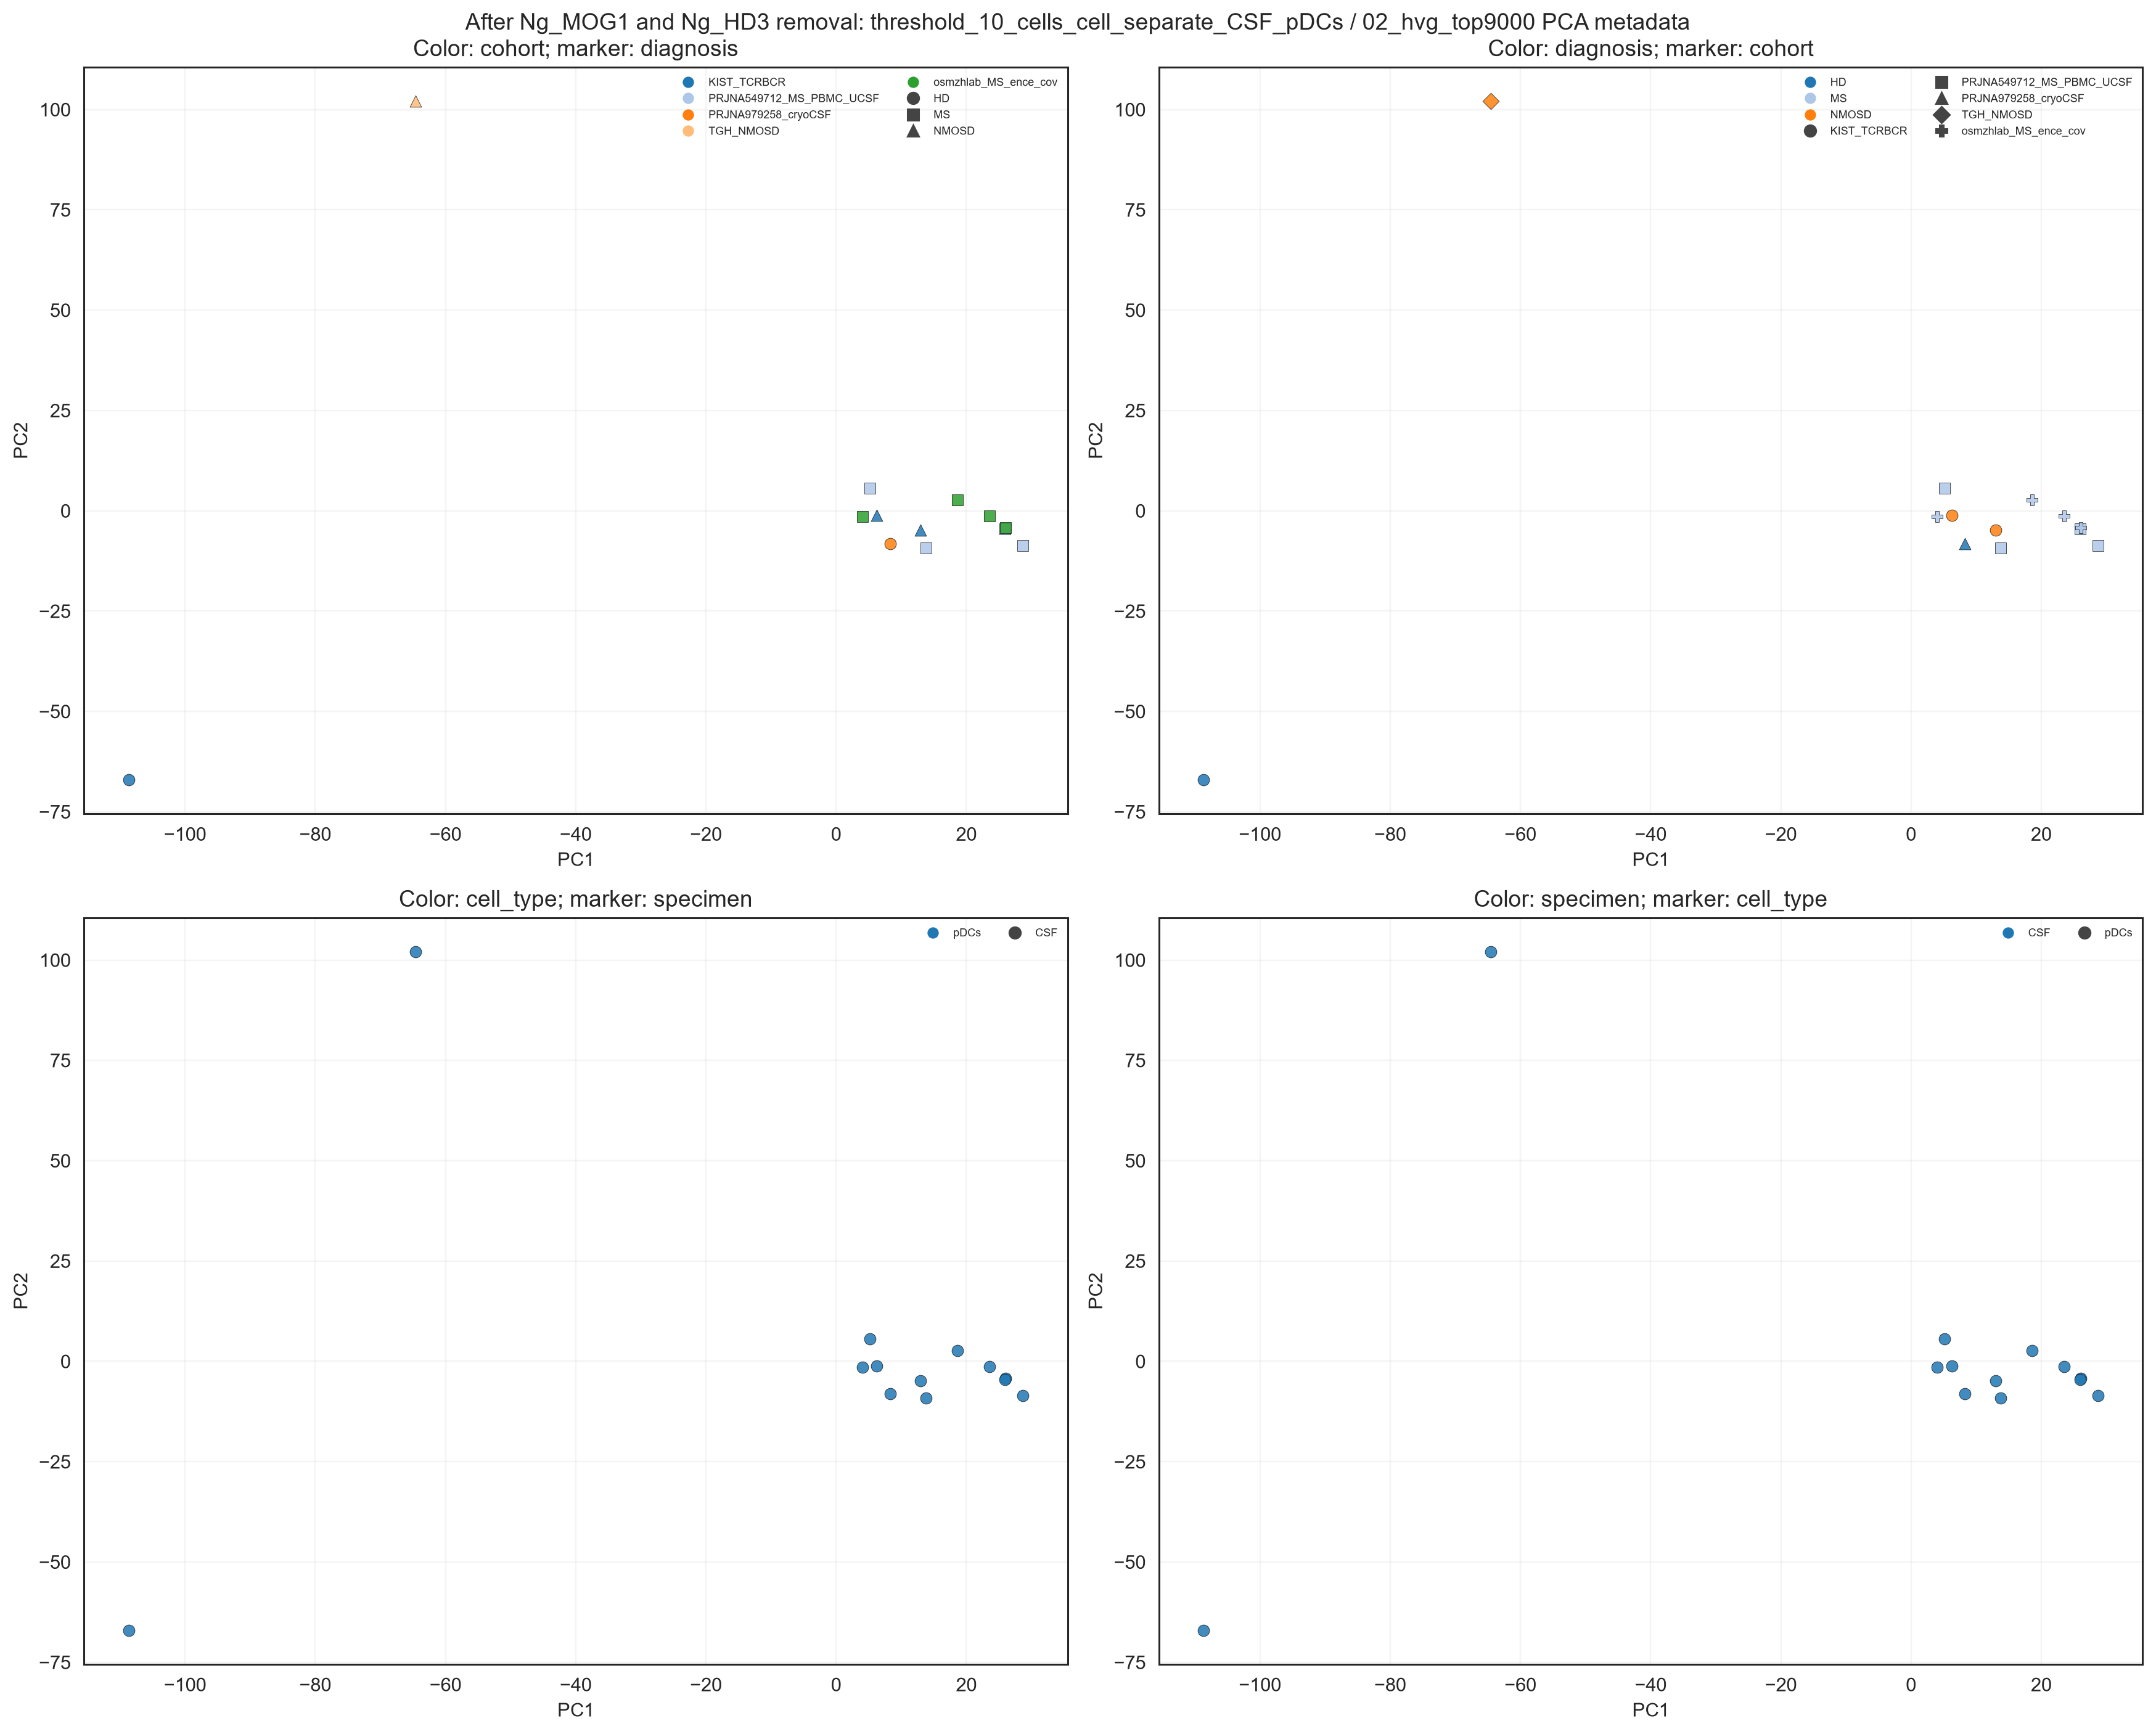 After Ng_MOG1 and Ng_HD3 removal: threshold_10_cells_cell_separate_CSF_pDCs / 02_hvg_top9000 PCA metadata
Color: cohort; marker: diagnosis
KIST_TCRBCR
PRJNA549712_MS_PBMC_UCSF
PRJNA979258_cryoCSF
TGH_NMOSD
osmzhlab_MS_ence_cov
HD
MS
NMOSD
100
75
50
25
0
−25
−50
−75
PC2
−100
−80
−60
−40
−20
0
20
PC1
Color: diagnosis; marker: cohort
HD
MS
NMOSD
KIST_TCRBCR
PRJNA549712_MS_PBMC_UCSF
PRJNA979258_cryoCSF
TGH_NMOSD
osmzhlab_MS_ence_cov
100
75
50
25
0
−25
−50
−75
PC2
−100
−80
−60
−40
−20
0
20
PC1
Color: cell_type; marker: specimen
pDCs
CSF
100
75
50
25
0
−25
−50
−75
PC2
−100
−80
−60
−40
−20
0
20
PC1
Color: specimen; marker: cell_type
CSF
pDCs
100
75
50
25
0
−25
−50
−75
PC2
−100
−80
−60
−40
−20
0
20
PC1